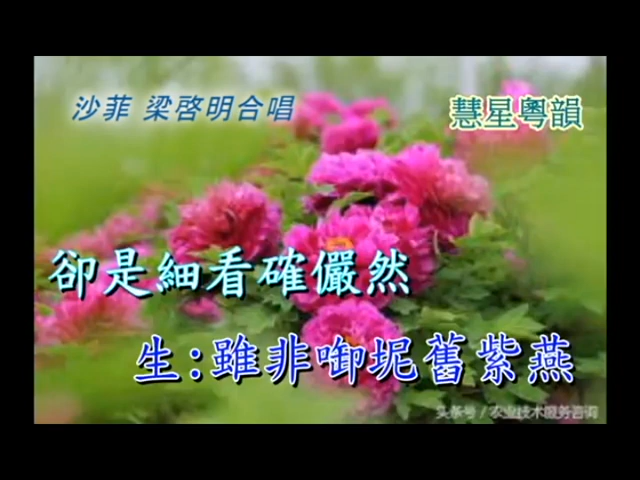 沙菲 梁啓明合唱
慧星粵韻
卻是細看確儼然
生:雖非啣坭舊紫燕
头条号/农业技术服务咨询